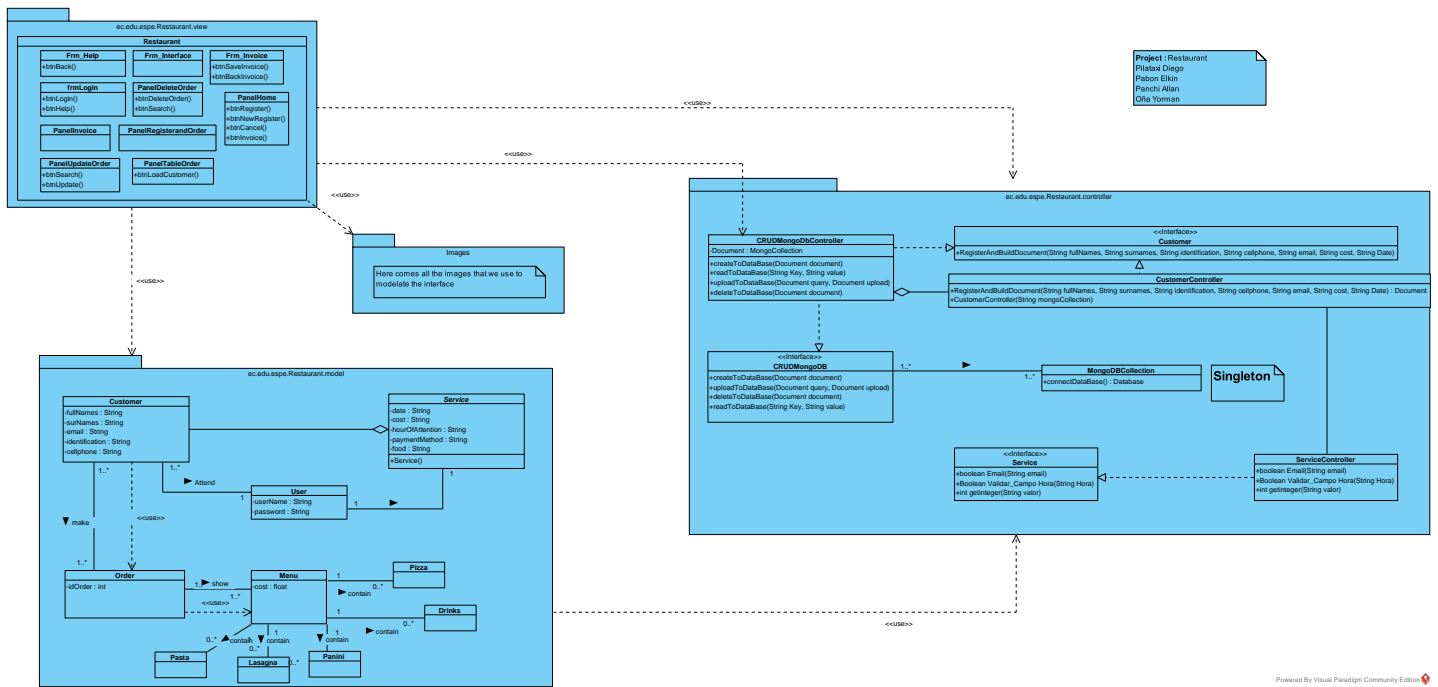 ec.edu.espe.Restaurant.view
Restaurant
Frm_Help
+btnBack()
Frm_Interface
Frm_Invoice
+btnSaveInvoice()
+btnBackInvoice()
frmLogin
+btnLogin()
+btnHelp()
PanelDeleteOrder
+btnDeleteOrder()
+btnSearch()
PanelHome
+btnRegister()
+btnNewRegister()
+btnCancel()
+btnInvoice()
PanelInvoice
PanelRegisterandOrder
PanelUpdateOrder
+btnSearch()
+btnUpdate()
PanelTableOrder
+btnLoadCustomer()
<<use>>
<<use>>
<<use>>
<<use>>
Project : Restaurant
Pilataxi Diego
Pabon Elkin
Panchi Allan
Oña Yorman
Images
Here comes all the images that we use to
modelate the interface
ec.edu.espe.Restaurant.controller
CRUDMongoDbController
-Document : MongoCollection
+createToDataBase(Document document)
+readToDataBase(String Key, String value)
+uploadToDataBase(Document query, Document upload)
+deleteToDataBase(Document document)
<<Interface>>
Customer
+RegisterAndBuildDocument(String fullNames, String surnames, String identification, String cellphone, String email, String cost, String Date)
CustomerController
+RegisterAndBuildDocument(String fullNames, String surnames, String identification, String cellphone, String email, String cost, String Date) : Document
+CustomerController(String mongoCollection)
<<Interface>>
CRUDMongoDB
+createToDataBase(Document document)
+uploadToDataBase(Document query, Document upload)
+deleteToDataBase(Document document)
+readToDataBase(String Key, String value)
1..*
1..*
MongoDBCollection
+connectDataBase() : Database
Singleton
<<Interface>>
Service
+boolean Email(String email)
+Boolean Validar_Campo Hora(String Hora)
+int getinteger(String valor)
ServiceController
+boolean Email(String email)
+Boolean Validar_Campo Hora(String Hora)
+int getinteger(String valor)
ec.edu.espe.Restaurant.model
Customer
-fullNames : String
-surNames : String
-email : String
-identification : String
-cellphone : String
Service
-date : String
-cost : String
-hourOfAttention : String
-paymentMethod : String
-food : String
+Service()
1..*
1..*
Attend
1
1
1
User
-userName : String
-password : String
make
<<use>>
1..*
Order
-idOrder : int
1..*
show
1..*
<<use>>
Menu
-cost : float
1
0..*
contain
Pizza
1
0..*
contain
Drinks
0..*
contain
1
Pasta
1
contain
0..*
Lasagna
1
contain
0..*
Panini
<<use>>
Powered By Visual Paradigm Community Edition